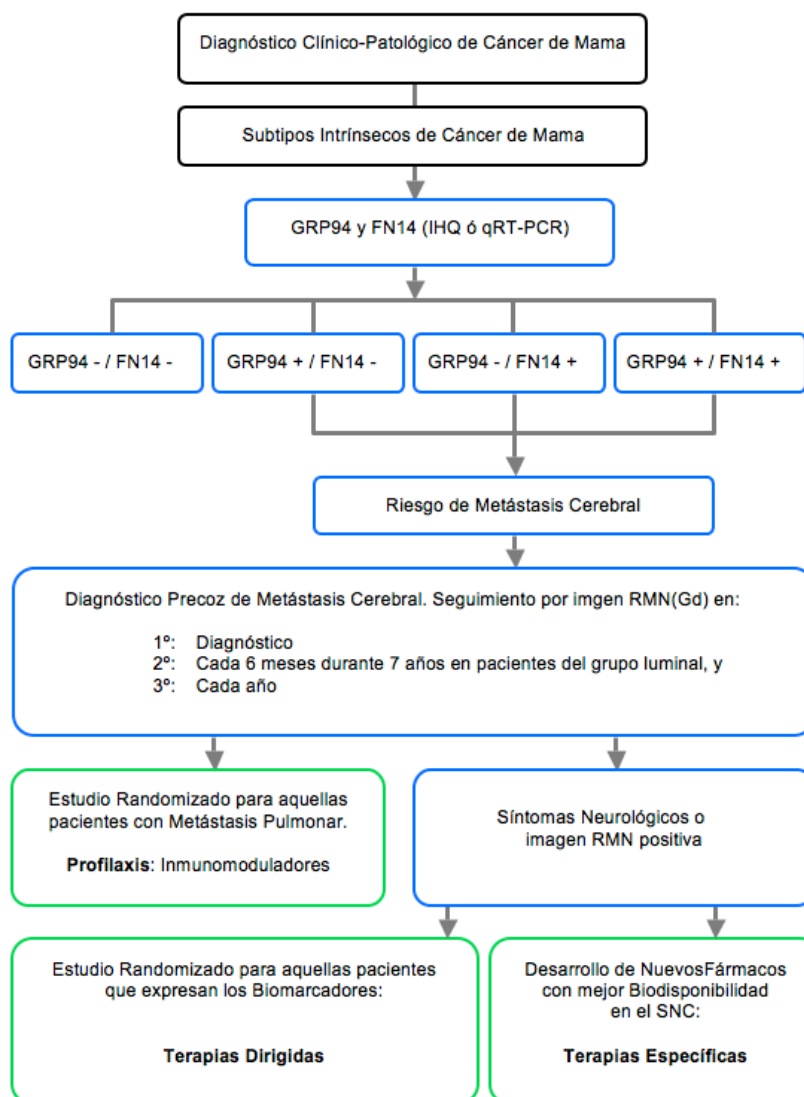 Diagnóstico Clínico-Patológico de Cáncer de Mama
Subtipos Intrínsecos de Cáncer de Mama
GRP94 y FN14 (IHQ ó qRT-PCR)
GRP94 - / FN14 -
GRP94 + / FN14 -
GRP94 - / FN14 +
GRP94 + / FN14 +
Riesgo de Metástasis Cerebral
Diagnóstico Precoz de Metástasis Cerebral. Seguimiento por imgen RMN(Gd) en:
1º: Diagnóstico
2º: Cada 6 meses durante 7 años en pacientes del grupo luminal, y
3º: Cada año
Estudio Randomizado para aquellas
pacientes con Metástasis Pulmonar.
Profilaxis: Inmunomoduladores
Síntomas Neurológicos o
imagen RMN positiva
Estudio Randomizado para aquellas pacientes
que expresan los Biomarcadores:
Terapias Dirigidas
Desarrollo de NuevosFármacos
con mejor Biodisponibilidad
en el SNC:
Terapias Específicas